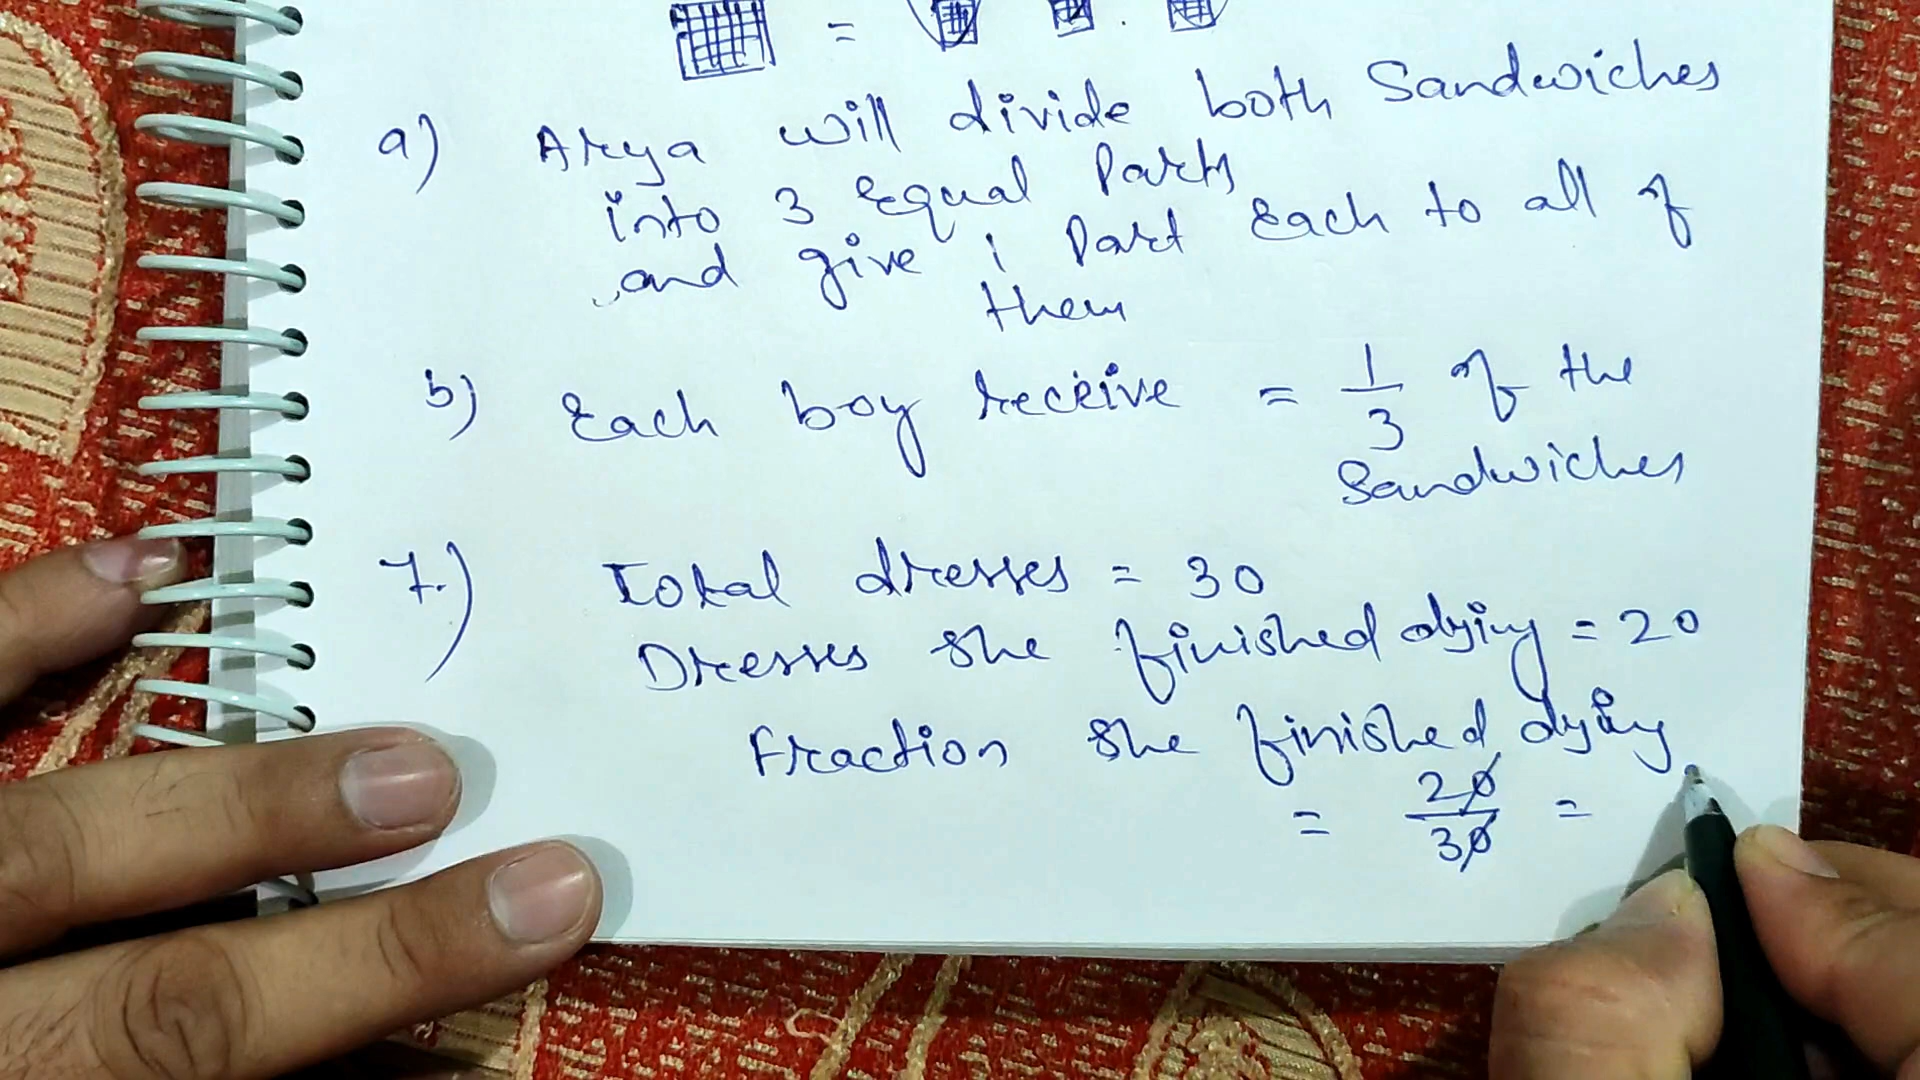 =
a) Arya will divide both Sandwiches
into 3 Equal Parts
and give 1 Part Each to all of
them
b) Each boy receive = 1/3 of the
Sandwiches
7.) Total dresses = 30
Dresses she finished dying = 20
Fraction she finished dying
= 20/30 =